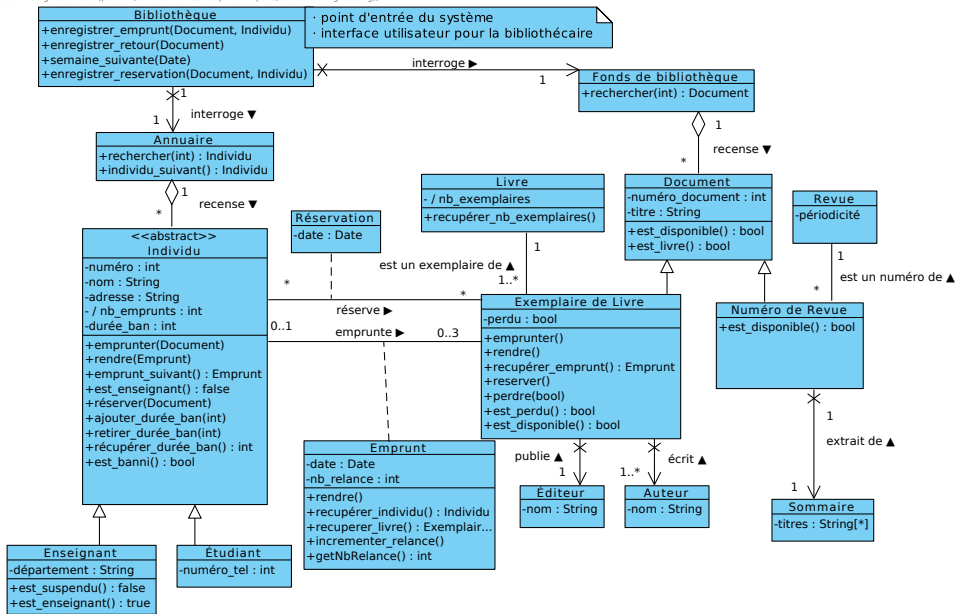 Bibliothèque
+enregistrer_emprunt(Document, Individu)
+enregistrer_retour(Document)
+semaine_suivante(Date)
+enregistrer_reservation(Document, Individu)
· point d'entrée du système
· interface utilisateur pour la bibliothécaire
interroge ▶
1
Fonds de bibliothèque
+rechercher(int) : Document
1
interroge ▼
1
Annuaire
+rechercher(int) : Individu
+individu_suivant() : Individu
1
recense ▼
*
1
recense ▼
*
Livre
- / nb_exemplaires
+recupérer_nb_exemplaires()
Document
-numéro_document : int
-titre : String
+est_disponible() : bool
+est_livre() : bool
Revue
-périodicité
Réservation
-date : Date
<<abstract>>
Individu
-numéro : int
-nom : String
-adresse : String
- / nb_emprunts : int
-durée_ban : int
+emprunter(Document)
+rendre(Emprunt)
+emprunt_suivant() : Emprunt
+est_enseignant() : false
+réserver(Document)
+ajouter_durée_ban(int)
+retirer_durée_ban(int)
+récupérer_durée_ban() : int
+est_banni() : bool
1
est un exemplaire de ▲
1..*
1
est un numéro de ▲
*
*
*
réserve ▶
0..1
emprunte ▶
0..3
Exemplaire de Livre
-perdu : bool
+emprunter()
+rendre()
+recupérer_emprunt() : Emprunt
+reserver()
+perdre(bool)
+est_perdu() : bool
+est_disponible() : bool
Numéro de Revue
+est_disponible() : bool
1
extrait de ▲
1
Emprunt
-date : Date
-nb_relance : int
+rendre()
+recupérer_individu() : Individu
+recuperer_livre() : Exemplair...
+incrementer_relance()
+getNbRelance() : int
publie ▲
1
écrit ▲
1..*
Éditeur
-nom : String
Auteur
-nom : String
Sommaire
-titres : String[*]
Enseignant
-département : String
+est_suspendu() : false
+est_enseignant() : true
Étudiant
-numéro_tel : int